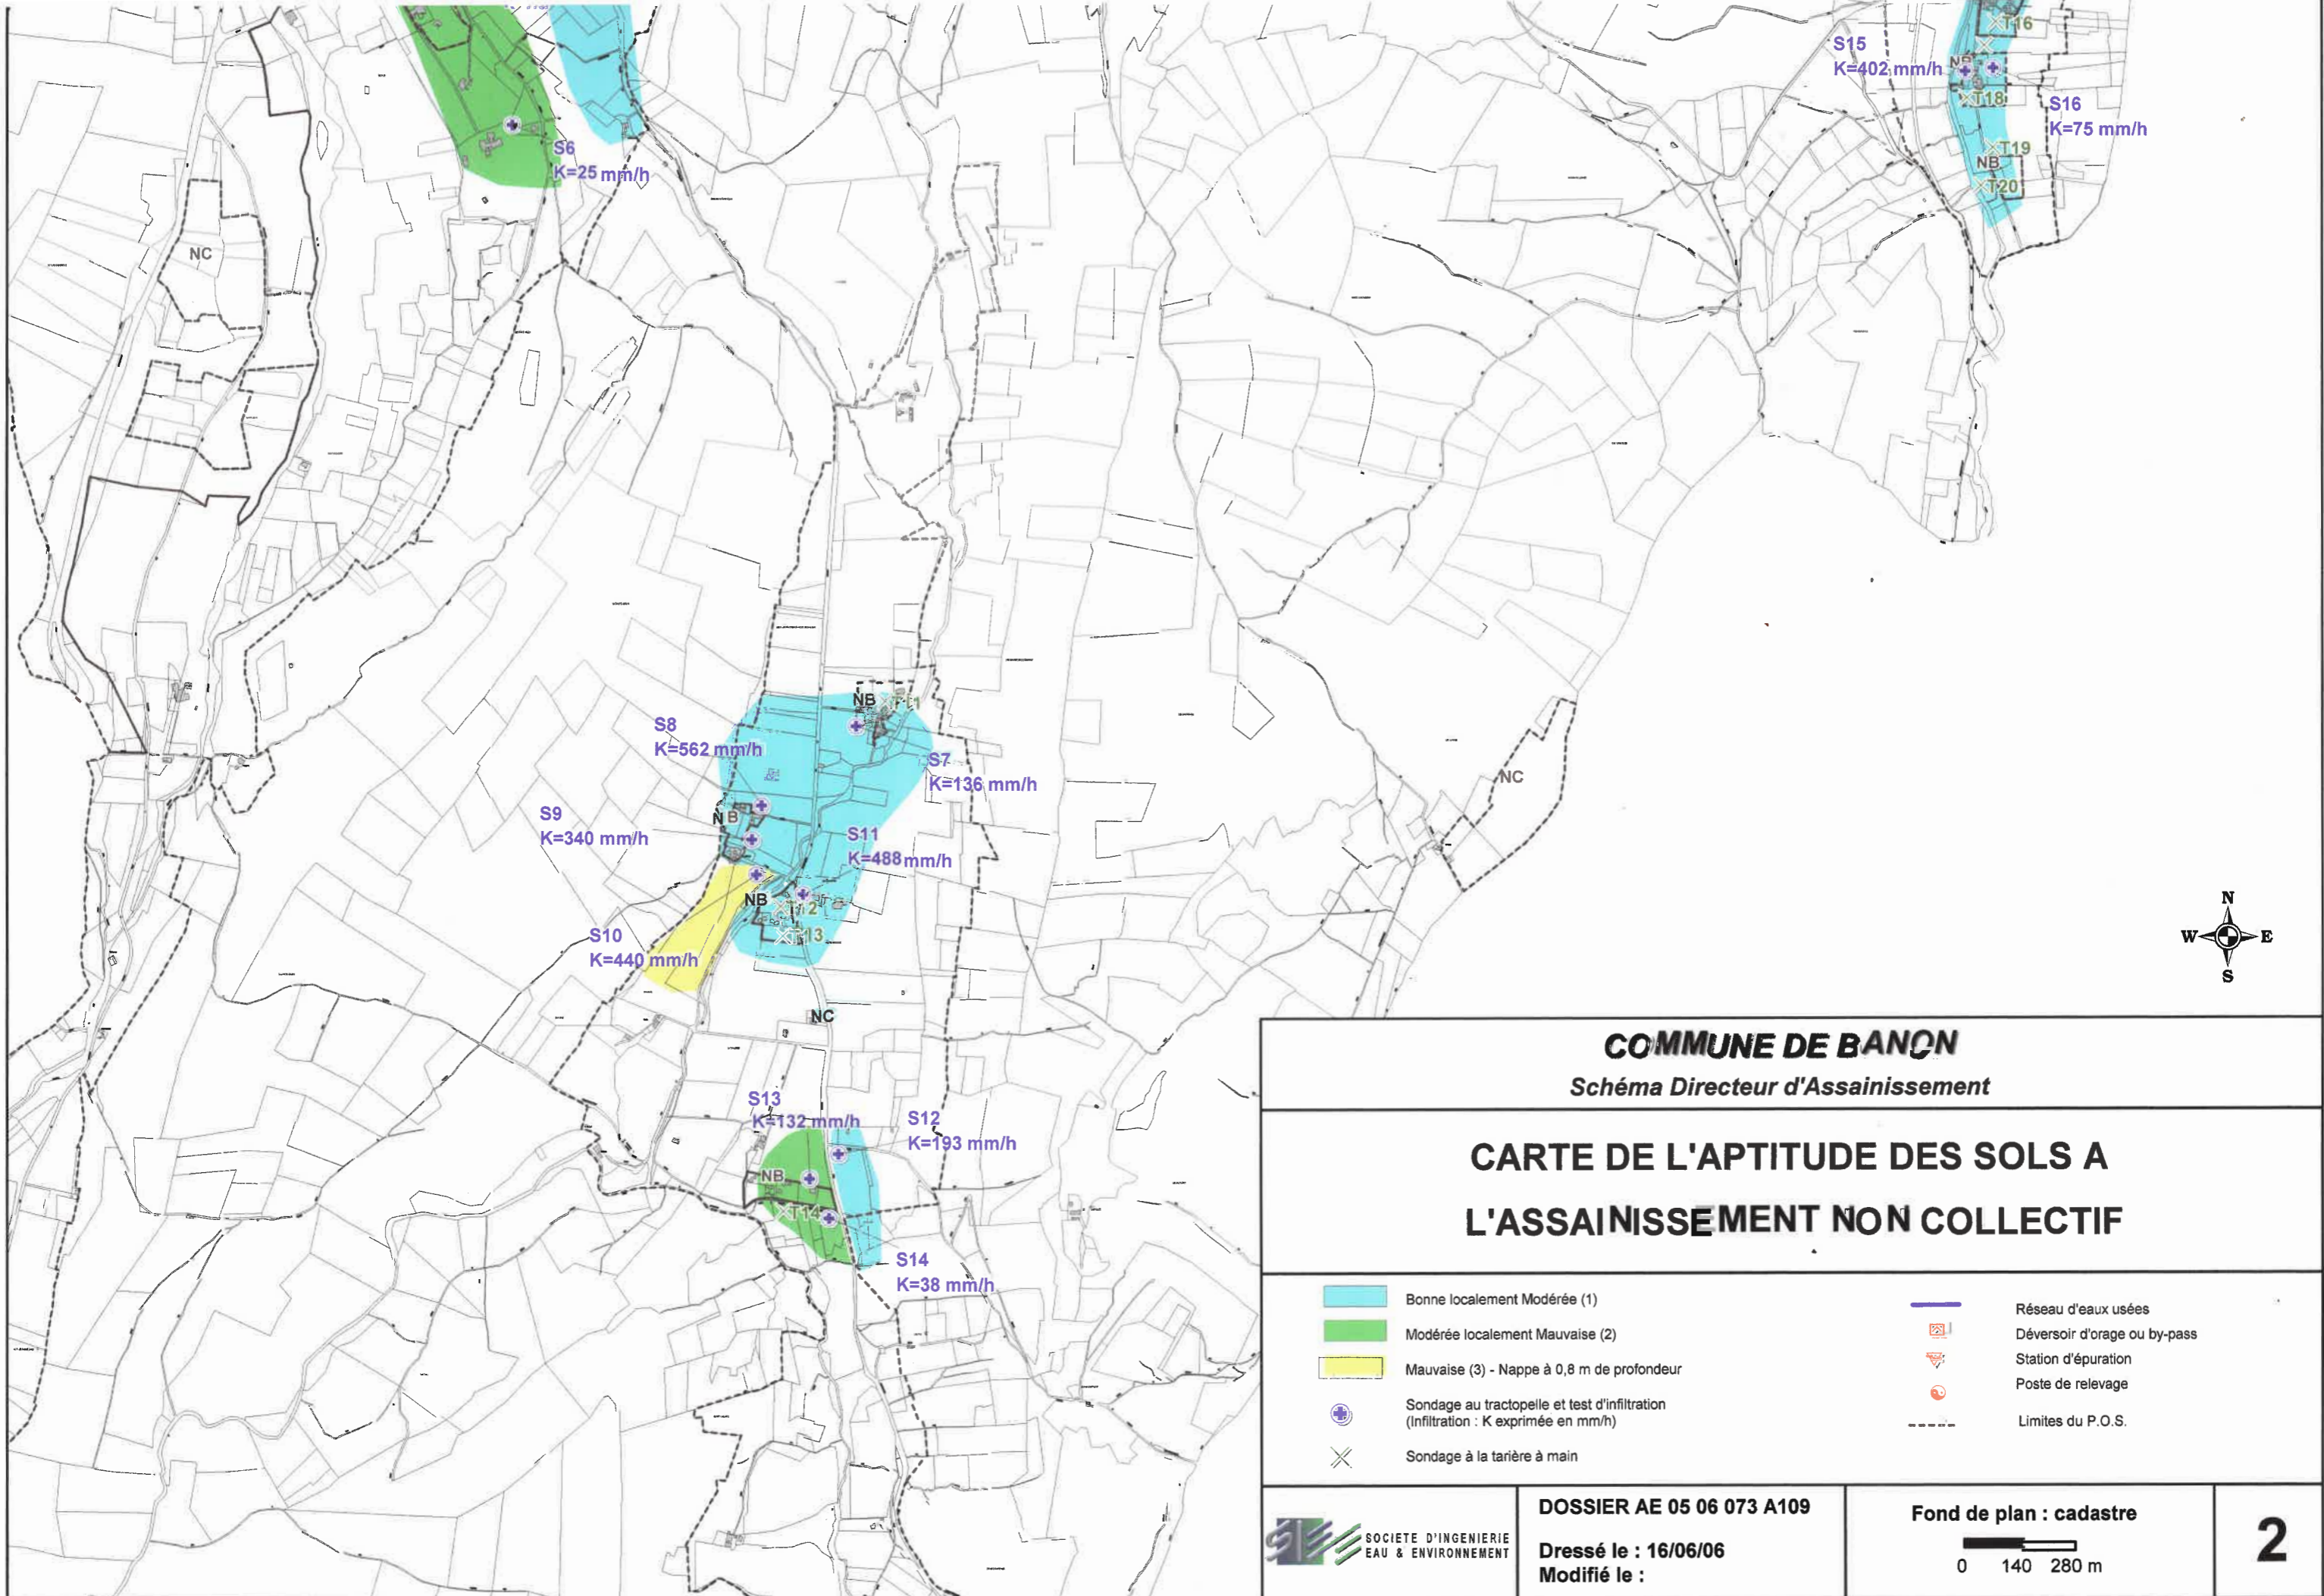 T16
S15
K=402 mm/h
NB
T18
S16
K=75 mm/h
T19
NB
T20
S6
K=25 mm/h
NC
NB
T11
S8
K=562 mm/h
S7
K=136 mm/h
NC
S9
K=340 mm/h
NB
S11
K=488 mm/h
NB
T12
T13
S10
K=440 mm/h
NC
N
W E
S
S13
K=132 mm/h
S12
K=193 mm/h
NB
T14
S14
K=38 mm/h
COMMUNE DE BANON
Schéma Directeur d'Assainissement
CARTE DE L'APTITUDE DES SOLS A
L'ASSAINISSEMENT NON COLLECTIF
Bonne localement Modérée (1)
Modérée localement Mauvaise (2)
Mauvaise (3) - Nappe à 0,8 m de profondeur
Sondage au tractopelle et test d'infiltration
(Infiltration : K exprimée en mm/h)
Sondage à la tarière à main
Réseau d'eaux usées
Déversoir d'orage ou by-pass
Station d'épuration
Poste de relevage
Limites du P.O.S.
SOCIETE D'INGENIERIE
EAU & ENVIRONNEMENT
DOSSIER AE 05 06 073 A109
Dressé le : 16/06/06
Modifié le :
Fond de plan : cadastre
0 140 280 m
2